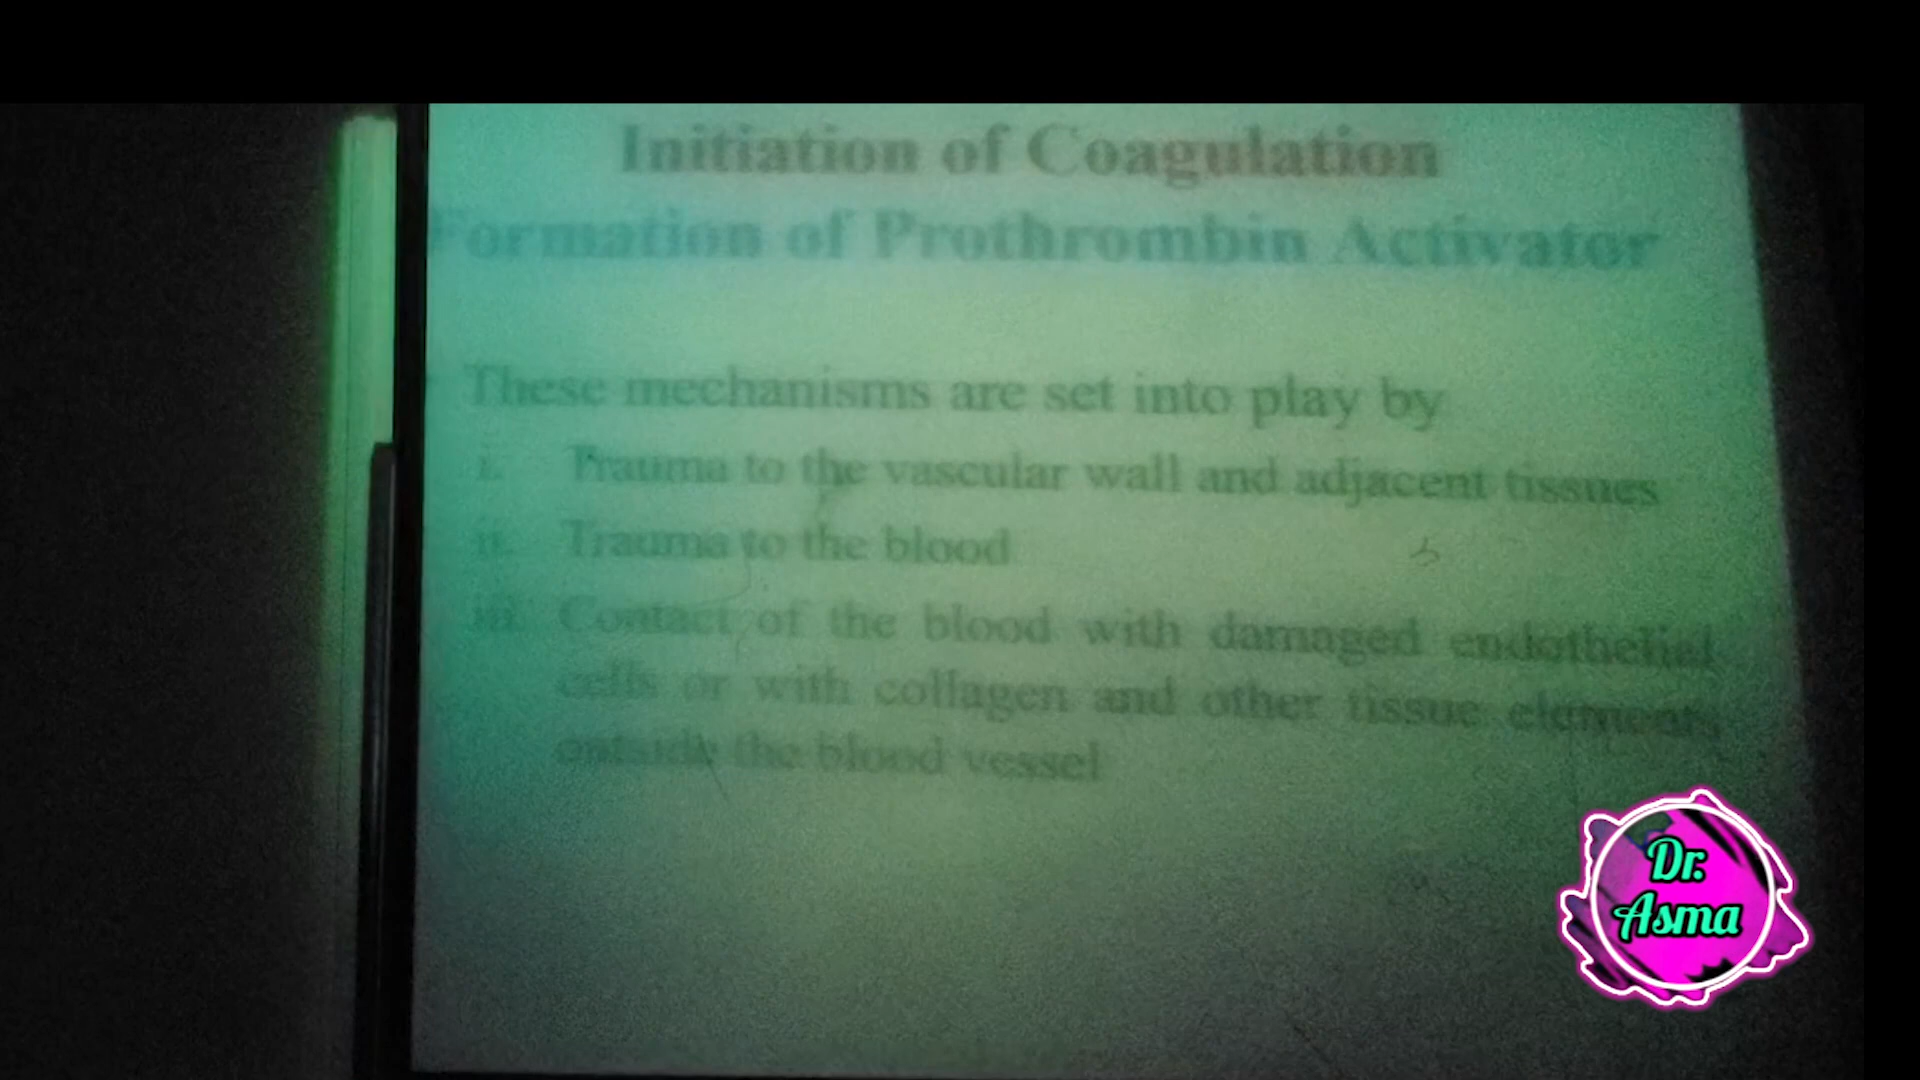 Initiation of Coagulation
Formation of Prothrombin Activator
These mechanisms are set into play by
i. Trauma to the vascular wall and adjacent tissues
ii. Trauma to the blood
iii. Contact of the blood with damaged endothelial
cells or with collagen and other tissue elements
outside the blood vessel
Dr.
Asma